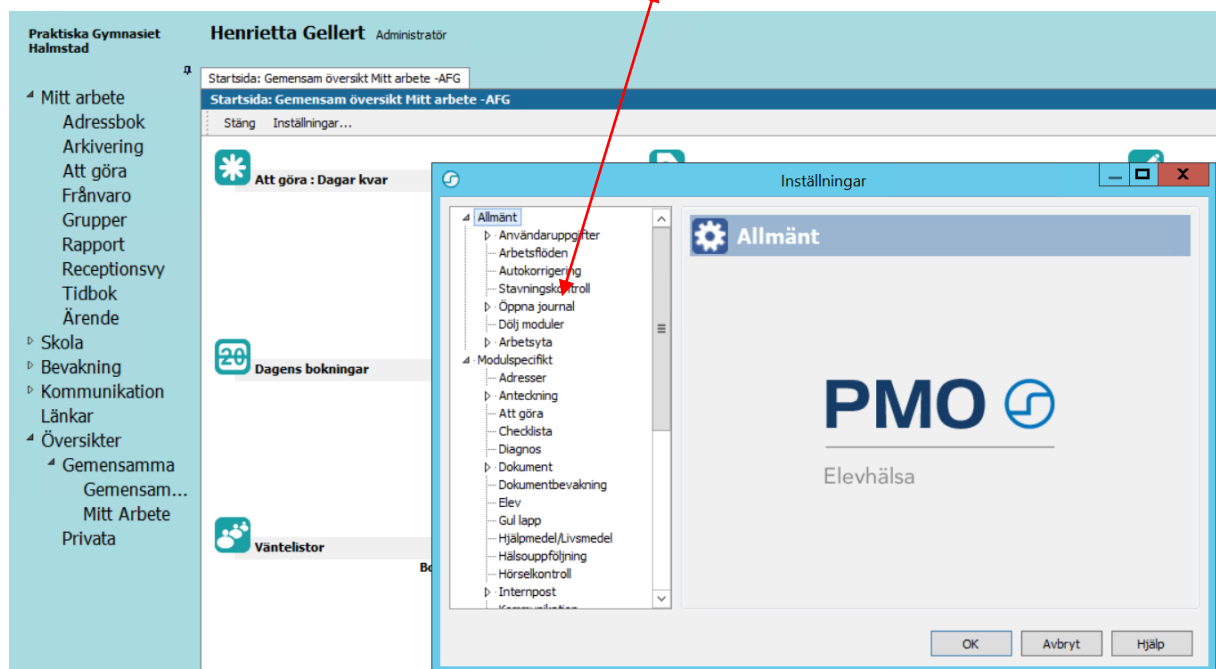 Praktiska Gymnasiet
Halmstad
Henrietta Gellert Administratör
Mitt arbete
Adressbok
Arkivering
Att göra
Frånvaro
Grupper
Rapport
Receptionsvy
Tidbok
Ärende
Skola
Bevakning
Kommunikation
Länkar
Översikter
Gemensamma
Gemensam...
Mitt Arbete
Privata
Startsida: Gemensam översikt Mitt arbete -AFG
Startsida: Gemensam översikt Mitt arbete -AFG
Stäng Inställningar...
Att göra : Dagar kvar
20
Dagens bokningar
Väntelistor
Inställningar
X
Allmänt
Användaruppgifter
Arbetsflöden
Autokorrigering
Stavningskontroll
Öppna journal
Dölj moduler
Arbetsyta
Modulspecifikt
Adresser
Anteckning
Att göra
Checklista
Diagnos
Dokument
Dokumentbevakning
Elev
Gul lapp
Hjälpmedel/Livsmedel
Hälsouppföljning
Hörselkontroll
Internpost
Allmänt
PMO
Elevhälsa
OK Avbryt Hjälp